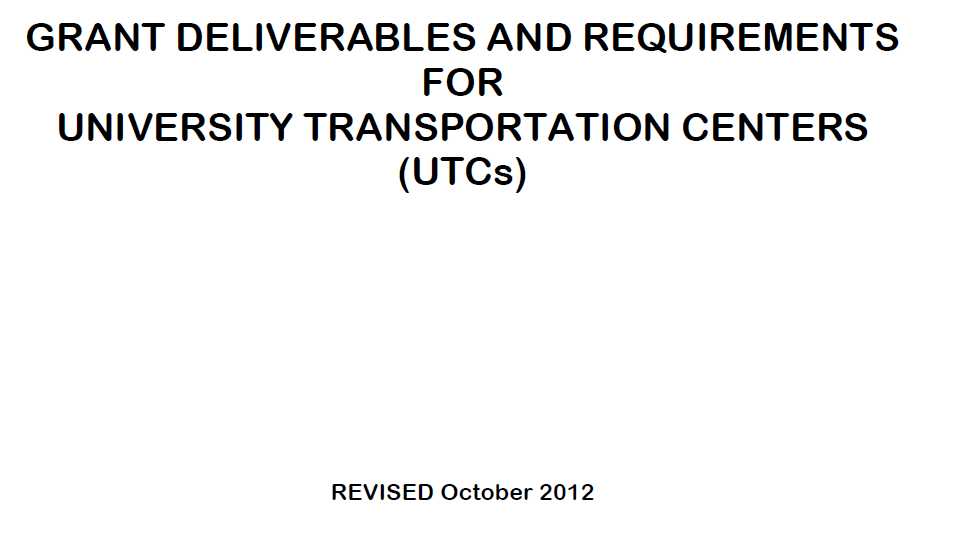 GRANT DELIVERABLES AND REQUIREMENTS
FOR
UNIVERSITY TRANSPORTATION CENTERS
(UTCs)
REVISED October 2012